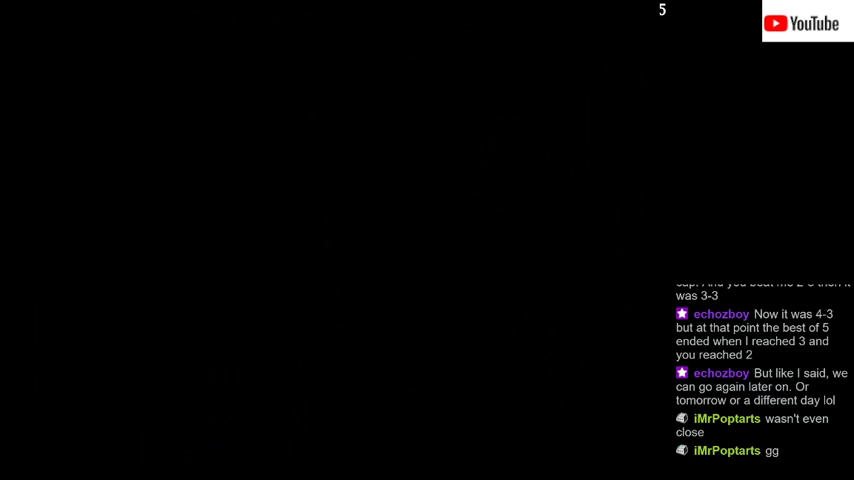 5
YouTube
was 3-3
echozboy Now it was 4-3
but at that point the best of 5
ended when I reached 3 and
you reached 2
echozboy But like I said, we
can go again later on. Or
tomorrow or a different day lol
iMrPoptarts wasn't even
close
iMrPoptarts gg